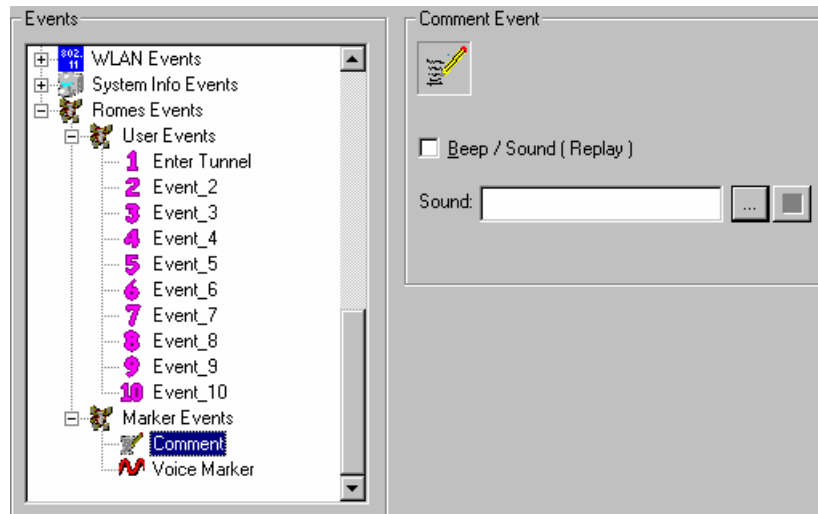 Events
802.
11
WLAN Events
System Info Events
Romes Events
User Events
1 Enter Tunnel
2 Event_2
3 Event_3
4 Event_4
5 Event_5
6 Event_6
7 Event_7
8 Event_8
9 Event_9
10 Event_10
Marker Events
Comment
Voice Marker
Comment Event
Beep / Sound ( Replay )
Sound:
...